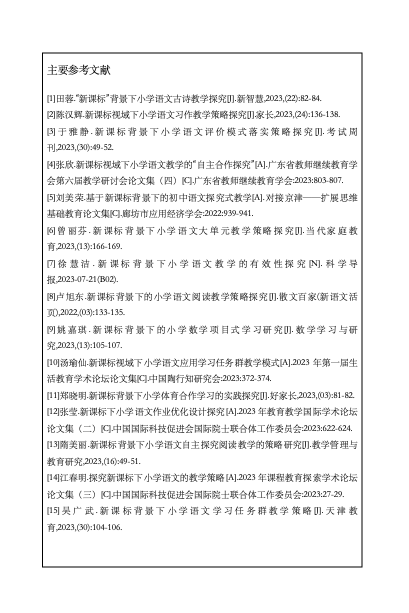 主要参考文献
[1]田蓉.“新课标”背景下小学语文古诗教学探究[J].新智慧,2023,(22):82-84.
[2]陈汉辉.新课标视域下小学语文习作教学策略探究[J].家长,2023,(24):136-138.
[3]于雅静.新课标背景下小学语文评价模式落实策略探究[J].考试周
刊,2023,(30):49-52.
[4]张欣.新课标视域下小学语文教学的“自主合作探究”[A].广东省教师继续教育学
会第六届教学研讨会论文集（四）[C].广东省教师继续教育学会:2023:803-807.
[5]刘美荣.基于新课标背景下的初中语文探究式教学[A].对接京津——扩展思维
基础教育论文集[C].廊坊市应用经济学会:2022:939-941.
[6]曾丽芬.新课标背景下小学语文大单元教学策略探究[J].当代家庭教
育,2023,(13):166-169.
[7]徐慧洁.新课标背景下小学语文教学的有效性探究[N].科学导
报,2023-07-21(B02).
[8]卢旭东.新课标背景下的小学语文阅读教学策略探究[J].散文百家(新语文活
页),2022,(03):133-135.
[9]姚嘉琪.新课标背景下的小学数学项目式学习研究[J].数学学习与研
究,2023,(13):105-107.
[10]汤瑜仙.新课标视域下小学语文应用学习任务群教学模式[A].2023年第一届生
活教育学术论坛论文集[C].中国陶行知研究会:2023:372-374.
[11]郑晓明.新课标背景下小学体育合作学习的实践探究[J].好家长,2023,(03):81-82.
[12]张莹.新课标下小学语文作业优化设计探究[A].2023年教育教学国际学术论坛
论文集（二）[C].中国国际科技促进会国际院士联合体工作委员会:2023:622-624.
[13]隋美丽.新课标背景下小学语文自主探究阅读教学的策略研究[J].教学管理与
教育研究,2023,(16):49-51.
[14]江春明.探究新课标下小学语文的教学策略[A].2023年课程教育探索学术论坛
论文集（三）[C].中国国际科技促进会国际院士联合体工作委员会:2023:27-29.
[15]吴广武.新课标背景下小学语文学习任务群教学策略[J].天津教
育,2023,(30):104-106.